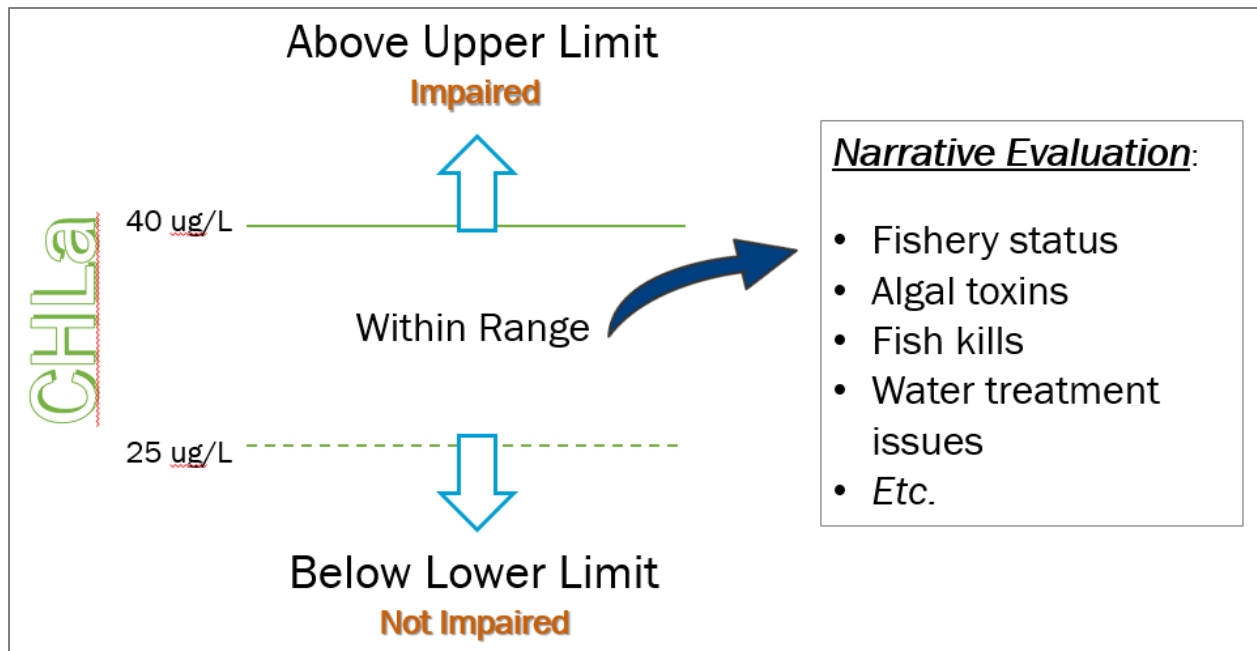 Above Upper Limit
Impaired
CHLa
40 ug/L
Within Range
25 ug/L
Below Lower Limit
Not Impaired
Narrative Evaluation:
• Fishery status
• Algal toxins
• Fish kills
• Water treatment
issues
• Etc.